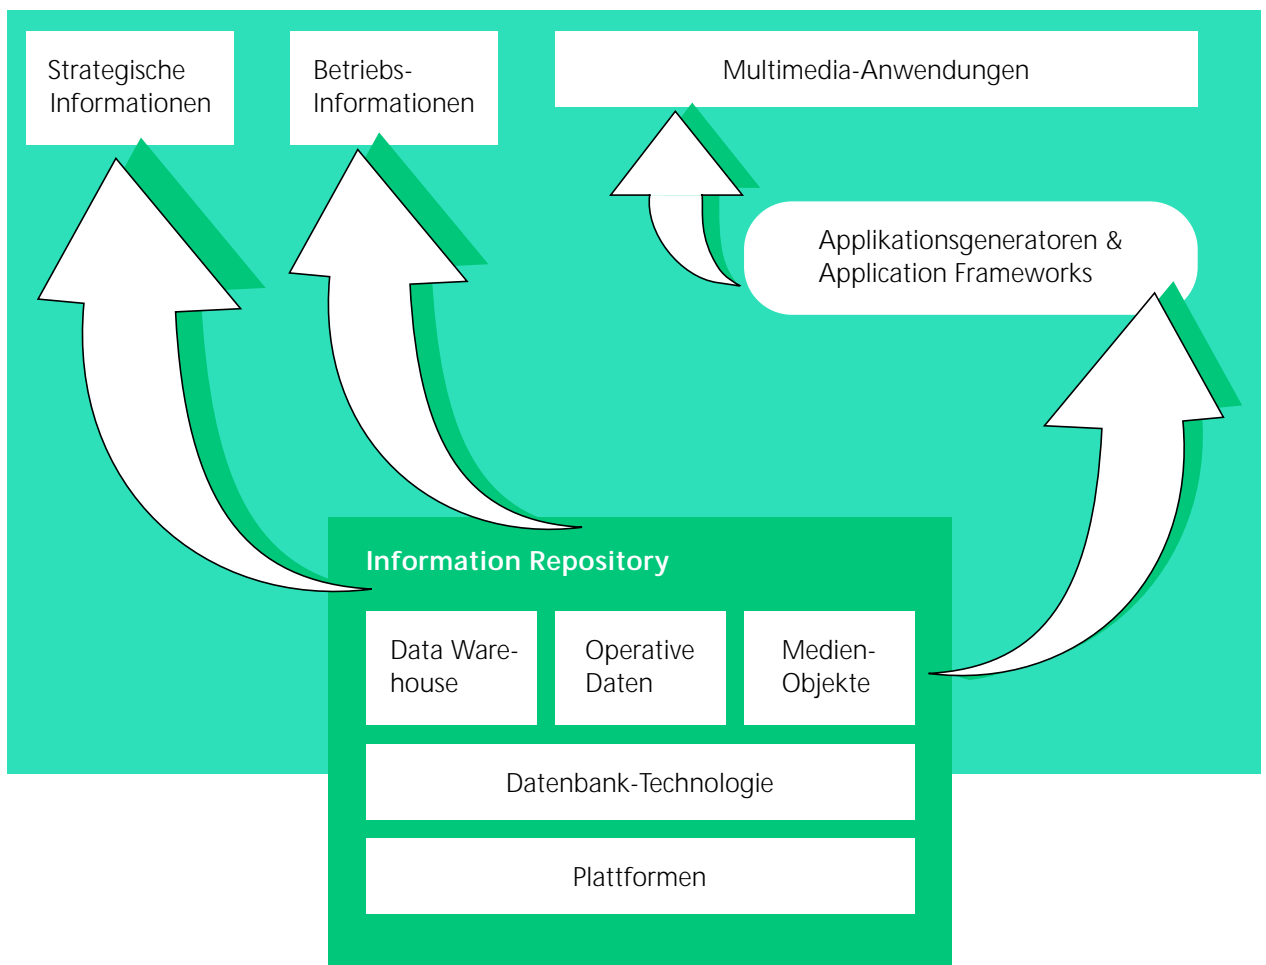 Strategische
Informationen
Betriebs-
Informationen
Multimedia-Anwendungen
Applikationsgeneratoren &
Application Frameworks
Information Repository
Data Ware-
house
Operative
Daten
Medien-
Objekte
Datenbank-Technologie
Plattformen